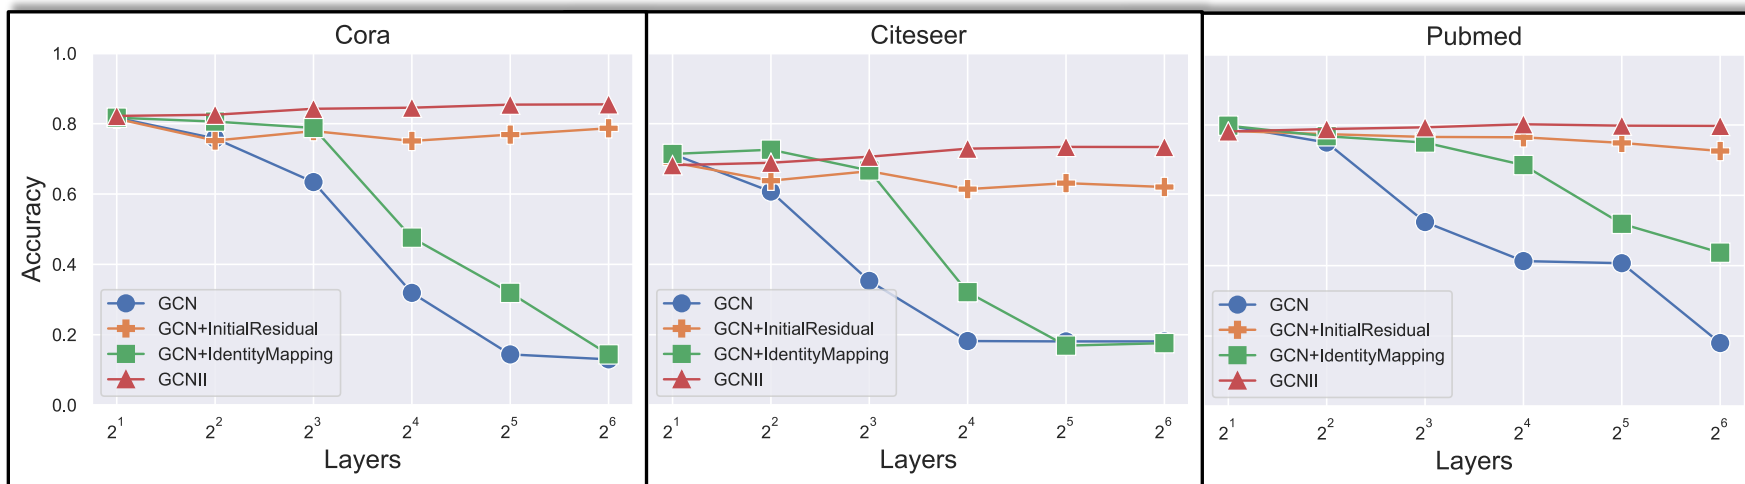 Cora
Accuracy
1.0
0.8
0.6
0.4
0.2
0.0
GCN
GCN+InitialResidual
GCN+IdentityMapping
GCNII
2^1 2^2 2^3 2^4 2^5 2^6
Layers
Citeseer
GCN
GCN+InitialResidual
GCN+IdentityMapping
GCNII
2^1 2^2 2^3 2^4 2^5 2^6
Layers
Pubmed
GCN
GCN+InitialResidual
GCN+IdentityMapping
GCNII
2^1 2^2 2^3 2^4 2^5 2^6
Layers